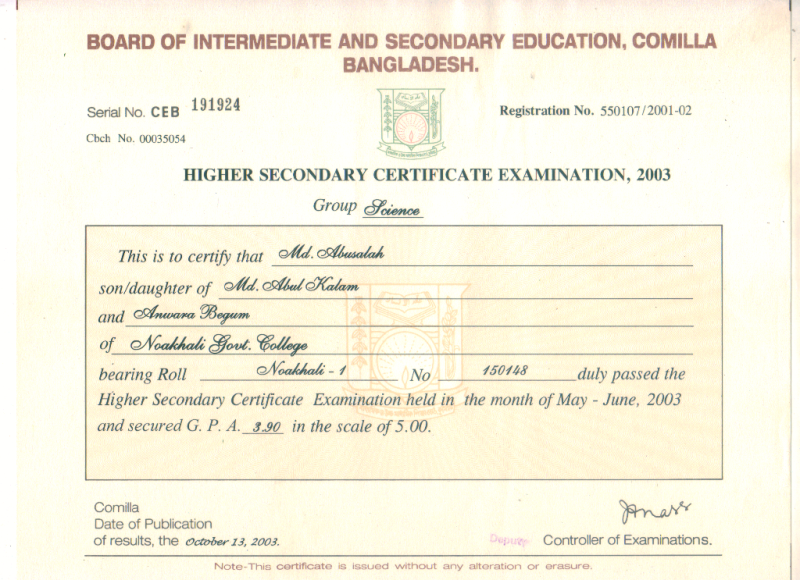 BOARD OF INTERMEDIATE AND SECONDARY EDUCATION, COMILLA
BANGLADESH.
Serial No. CEB 191924
Registration No. 550107/2001-02
Cbch No. 00035054
HIGHER SECONDARY CERTIFICATE EXAMINATION, 2003
Group Science
This is to certify that Md. Abusalah
son/daughter of Md. Abul Kalam
and Anwara Begum
of Noakhali Govt. College
bearing Roll Noakhali - 1 No 150148 duly passed the
Higher Secondary Certificate Examination held in the month of May - June, 2003
and secured G. P. A. 3.90 in the scale of 5.00.
Comilla
Date of Publication
of results, the October 13, 2003.
Deputy Controller of Examinations.
Note-This certificate is issued without any alteration or erasure.